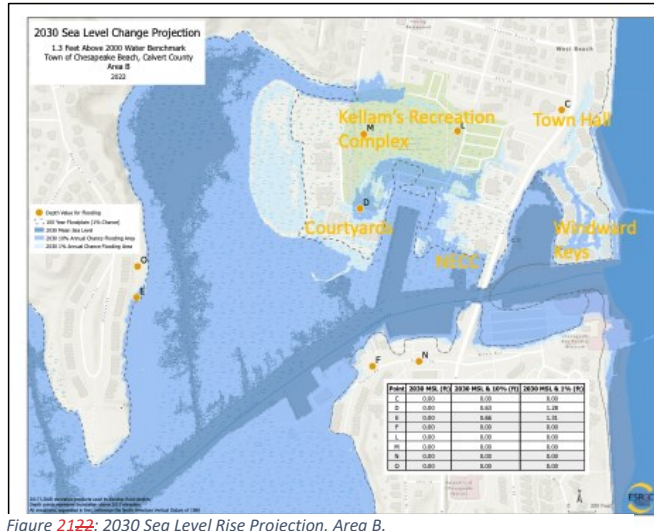 2030 Sea Level Change Projection
1.3 Feet Above 2000 Water Benchmark
Town of Chesapeake Beach, Calvert County
Area B
2022
West Beach
C
Kellam's Recreation
Complex
Town Hall
M
L
D
Courtyards
NECC
Windward
Keys
Depth Value for Flooding
100 Year Floodplain (1% Chance)
2030 Mean Sea Level
2030 10% Annual Chance Flooding Area
2030 1% Annual Chance Flooding Area
O
E
F
N
Point 2030 MSL (ft) 2030 MSL & 10% (ft) 2030 MSL & 1% (ft)
C 0.00 0.00 0.00
D 0.00 0.63 1.28
E 0.00 0.66 1.31
F 0.00 0.00 0.00
L 0.00 0.00 0.00
M 0.00 0.00 0.00
N 0.00 0.00 0.00
O 0.00 0.00 0.00
Figure 2122: 2030 Sea Level Rise Projection, Area B.